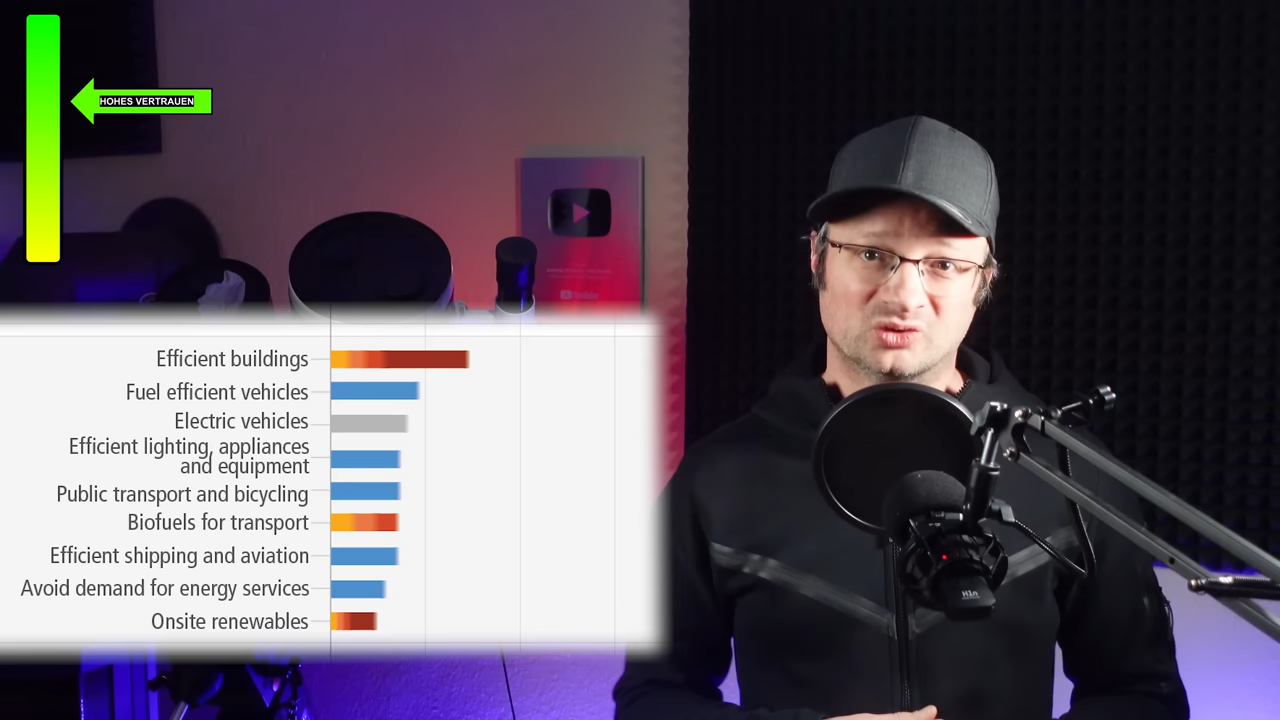 HOHES VERTRAUEN
Efficient buildings
Fuel efficient vehicles
Electric vehicles
Efficient lighting, appliances
and equipment
Public transport and bicycling
Biofuels for transport
Efficient shipping and aviation
Avoid demand for energy services
Onsite renewables
H1n